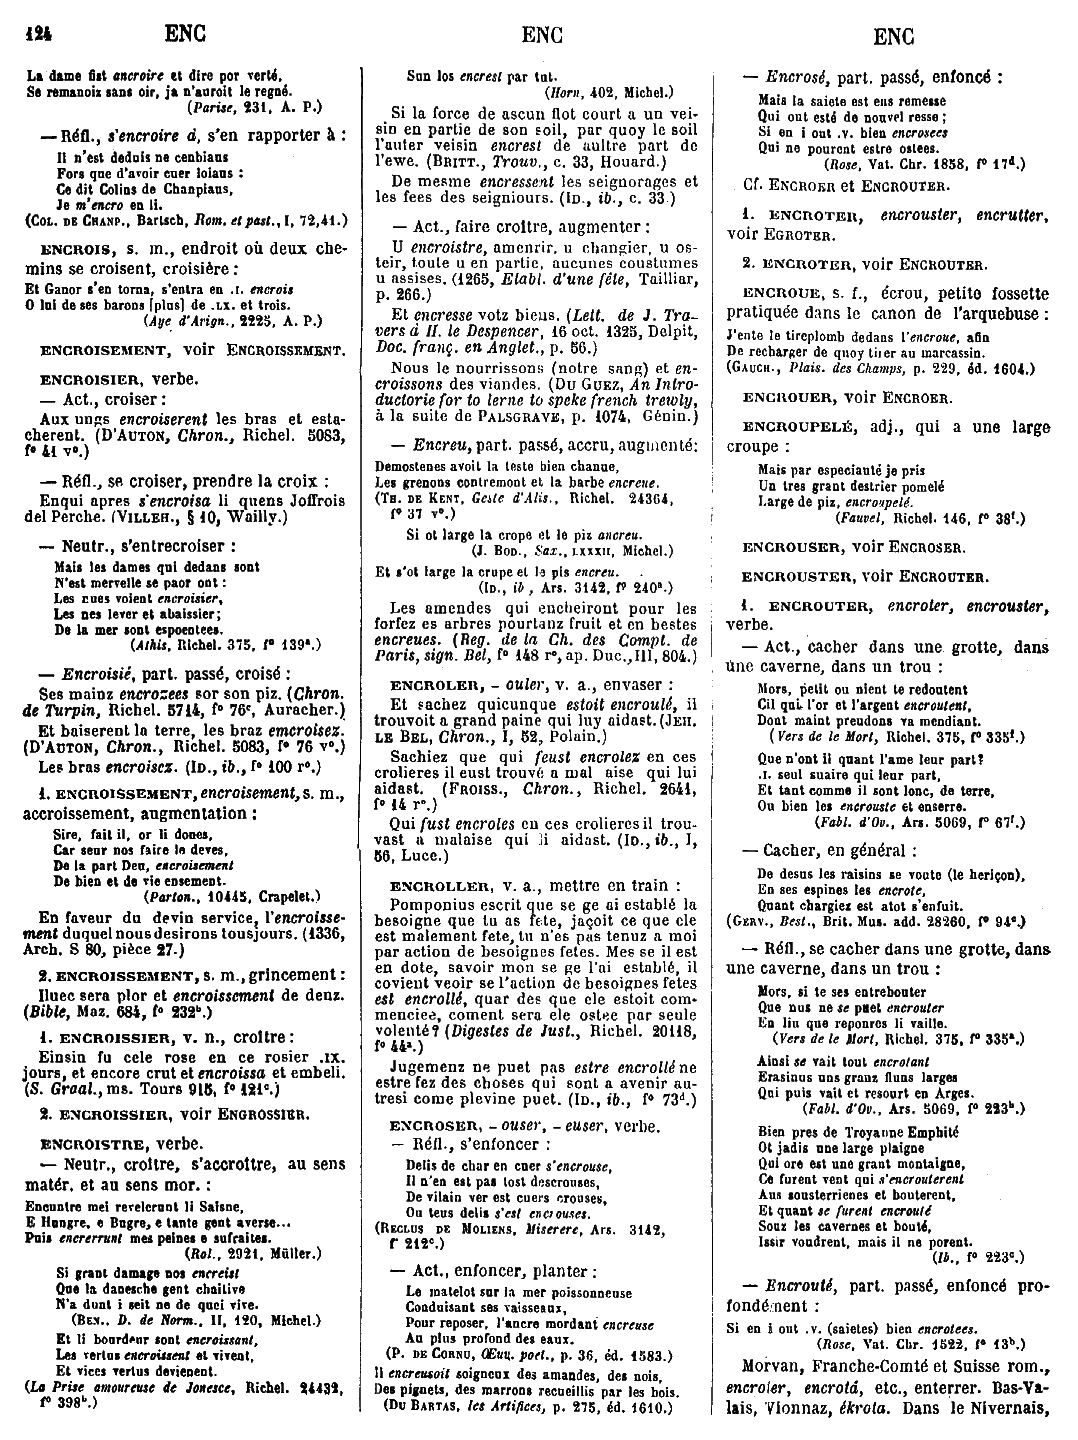 124 ENC ENC ENC
La dame fist ancroire et dire por verté,
Se remanoix sans oir, ja n'auroit le regné.
(Parise, 231, A. P.)
— Réfl., s'encroire a, s'en rapporter à :
Il n'est deduis ne cenbians
Fors que d'avoir cuer loians :
Ce dit Colins de Chanpians,
Je m'encro en li.
(COL. DE CHANP., Bartsch, Rom. et past., I, 72,41.)
ENCROIS, s. m., endroit où deux che-
mins se croisent, croisière :
Et Ganor s'en torna, s'entra en .I. encrois
O lui de ses barons [plus] de .LX. et trois.
(Aye d'Avign., 2225, A. P.)
ENCROISEMENT, voir ENCROISSEMENT.
ENCROISIER, verbe.
— Act., croiser :
Aux ungs encroiserent les bras et esta-
cherent. (D'AUTON, Chron., Richel. 5083,
f° 41 v°.)
— Réfl., se croiser, prendre la croix :
Enqui apres s'encroisa li quens Joffrois
del Perche. (VILLEH., § 10, Wailly.)
— Neutr., s'entrecroiser :
Mais les dames qui dedans sont
N'est merveille se paor ont :
Les nues voient encroisier,
Les nes lever et abaissier;
De la mer sont espoentees.
(Athis, Richel. 375, f° 139ª.)
— Encroisié, part. passé, croisé :
Ses mainz encrozees sor son piz. (Chron.
de Turpin, Richel. 5714, f° 76ᶜ, Auracher.)
Et baiserent la terre, les braz emcroisez.
(D'AUTON, Chron., Richel. 5083, f° 76 v°.)
Les bras encroisez. (ID., ib., f° 100 r°.)
1. ENCROISSEMENT, encroisement, s. m.,
accroissement, augmentation :
Sire, fait il, or li dones,
Car seur nos faire le deves,
De la part Deu, encroisement
De bien et de vie ensement.
(Parton., 10445, Crapelet.)
En faveur du devin service, l'encroisse-
ment duquel nous desirons tousjours. (1336,
Arch. S 80, pièce 27.)
2. ENCROISSEMENT, s. m., grincement :
Iluec sera plor et encroissement de denz.
(Bible, Maz. 684, f° 232ᵇ.)
1. ENCROISSIER, v. n., croître :
Einsin fu cele rose en ce rosier .IX.
jours, et encore crut et encroissa et embeli.
(S. Graal., ms. Tours 915, f° 121ᶜ.)
2. ENCROISSIER, voir ENGROSSIER.
ENCROISTRE, verbe.
— Neutr., croître, s'accroître, au sens
matér. et au sens mor. :
Encuntre mei revelerunt li Saisne,
E Hungre, e Bugre, e tante gent averse...
Puis encrerrunt mes peines e sufraites.
(Rol., 2921, Müller.)
Si grant damage nos encreist
Que la danesche gent chaitive
N'a dunt i seit ne de quei vive.
(BEN., D. de Norm., II, 120, Michel.)
Et li bourdeur sont encroissant,
Les vertus encroissent et vivent,
Et vices vertus devienent.
(La Prise amoureuse de Jonesce, Richel. 24432,
f° 398ᵇ.)
Sun los encrest par tut.
(Horn, 402, Michel.)
Si la force de ascun flot court a un vei-
sin en partie de son soil, par quoy le soil
l'auter veisin encrest de aultre part de
l'ewe. (BRITT., Trouv., c. 33, Houard.)
De mesme encressent les seignorages et
les fees des seigniours. (ID., ib., c. 33.)
— Act., faire croître, augmenter :
U encroistre, amenrir, u changier, u os-
teir, toute u en partie, aucunes coustumes
u assises. (1265, Etabl. d'une fête, Tailliar,
p. 266.)
Et encresse votz biens. (Lett. de J. Tra-
vers à H. le Despencer, 16 oct. 1325, Delpit,
Doc. franç. en Anglet., p. 56.)
Nous le nourrissons (notre sang) et en-
croissons des viandes. (DU GUEZ, An Intro-
ductorie for to lerne to speke french trewly,
à la suite de PALSGRAVE, p. 1074, Génin.)
— Encreu, part. passé, accru, augmenté:
Demostenes avoit la teste bien chanue,
Les grenons contremont et la barbe encreue.
(TH. DE KENT, Geste d'Alis., Richel. 24364,
f° 37 v°.)
Si ot large la crope et le piz ancreu.
(J. BOD., Sax., LXXXII, Michel.)
Et s'ot large la crupe et le pis encreu.
(ID., ib, Ars. 3142, f° 240ª.)
Les amendes qui encheiront pour les
forfez es arbres pourtanz fruit et en bestes
encreues. (Reg. de la Ch. des Compt. de
Paris, sign. Bel, f° 148 r°, ap. Duc., III, 804.)
ENCROLER, - ouler, v. a., envaser :
Et sachez quicunque estoit encroulé, il
trouvoit a grand paine qui luy aidast. (JEH.
LE BEL, Chron., I, 52, Polain.)
Sachiez que qui feust encrolez en ces
crolieres il eust trouvé a mal aise qui lui
aidast. (FROISS., Chron., Richel. 2641,
f° 14 r°.)
Qui fust encroles en ces crolieres il trou-
vast a malaise qui li aidast. (ID., ib., I,
56, Luce.)
ENCROLLER, v. a., mettre en train :
Pomponius escrit que se ge ai establé la
besoigne que tu as fete, jaçoit ce que ele
est malement fete, tu n'es pas tenuz a moi
par action de besoignes fetes. Mes se il est
en dote, savoir mon se ge l'ai establé, il
covient veoir se l'action de besoignes fetes
est encrollé, quar des que ele estoit com-
menciee, coment sera ele ostee par seule
volenté? (Digestes de Just., Richel. 20118,
f° 44ª.)
Jugemenz ne puet pas estre encrollé ne
estre fez des choses qui sont a avenir au-
tresi come plevine puet. (ID., ib., f° 73ᵈ.)
ENCROSER, - ouser, - euser, verbe.
— Réfl., s'enfoncer :
Delis de char en cuer s'encrouse,
Il n'en est pas tost descrouses,
De vilain ver est cuers crouses,
Ou teus delis s'est encrouses.
(RECLUS DE MOLIENS, Miserere, Ars. 3142,
f° 212ᶜ.)
— Act., enfoncer, planter :
Le matelot sur la mer poissonneuse
Conduisant ses vaisseaux,
Pour reposer, l'ancre mordant encreuse
Au plus profond des eaux.
(P. DE CORNU, Œuv. poet., p. 36, éd. 1583.)
Il encreusoit soigneux des amandes, des nois,
Des pignets, des marrons recueillis par les bois.
(DU BARTAS, les Artifices, p. 275, éd. 1610.)
— Encrosé, part. passé, enfoncé :
Mais la saiete est ens remesse
Qui ont esté de nouvel resse ;
Si en i out .v. bien encrosees
Qui ne pourent estre ostees.
(Rose, Vat. Chr. 1858, f° 17ᵈ.)
Cf. ENCROER et ENCROUTER.
1. ENCROTER, encrouster, encrutter,
voir EGROTER.
2. ENCROTER, voir ENCROUTER.
ENCROUE, s. f., écrou, petite fossette
pratiquée dans le canon de l'arquebuse :
J'ente le tireplomb dedans l'encroue, afin
De recharger de quoy tirer au marcassin.
(GAUCH., Plais. des Champs, p. 229, éd. 1604.)
ENCROUER, voir ENCROER.
ENCROUPELÉ, adj., qui a une large
croupe :
Mais par especiauté je pris
Un tres grant destrier pomelé
Large de piz, encroupelé.
(Fauvel, Richel. 146, f° 38ᶠ.)
ENCROUSER, voir ENCROSER.
ENCROUSTER, voir ENCROUTER.
1. ENCROUTER, encroter, encrouster,
verbe.
— Act., cacher dans une grotte, dans
une caverne, dans un trou :
Mors, petit ou nient te redoutent
Cil qui l'or et l'argent encroutent,
Dont maint preudons va mendiant.
(Vers de le Mort, Richel. 375, f° 335ᶠ.)
Que n'ont il quant l'ame leur part?
.I. seul suaire qui leur part,
Et tant comme il sont lonc, de terre,
Ou bien les encrouste et enserre.
(Fabl. d'Ov., Ars. 5069, f° 67ᶠ.)
— Cacher, en général :
De desus les raisins se voute (le heriçon),
En ses espines les encrote,
Quant chargiez est atot s'enfuit.
(GERV., Best., Brit. Mus. add. 28260, f° 94ᶜ.)
— Réfl., se cacher dans une grotte, dans
une caverne, dans un trou :
Mors, si te ses entrebouter
Que nus ne se puet encrouter
En liu que reponres li vaille.
(Vers de le Mort, Richel. 375, f° 335ª.)
Ainsi se vait tout encrotant
Erasinus uns granz fluns larges
Qui puis vait et resourt en Arges.
(Fabl. d'Ov., Ars. 5069, f° 223ᵇ.)
Bien pres de Troyanne Emphité
Ot jadis une large plaigne
Qui ore est une grant montaigne,
Ce furent vent qui s'encrouterent
Aus sousterrienes et bouterent,
Et quant se furent encrouté
Souz les cavernes et bouté,
Issir voudrent, mais il ne porent.
(Ib., f° 223ᶜ.)
— Encrouté, part. passé, enfoncé pro-
fondément :
Si en i out .v. (saietes) bien encrotees.
(Rose, Vat. Chr. 1522, f° 13ᵇ.)
Morvan, Franche-Comté et Suisse rom.,
encroler, encrotâ, etc., enterrer. Bas-Va-
lais, Vionnaz, ékrota. Dans le Nivernais,